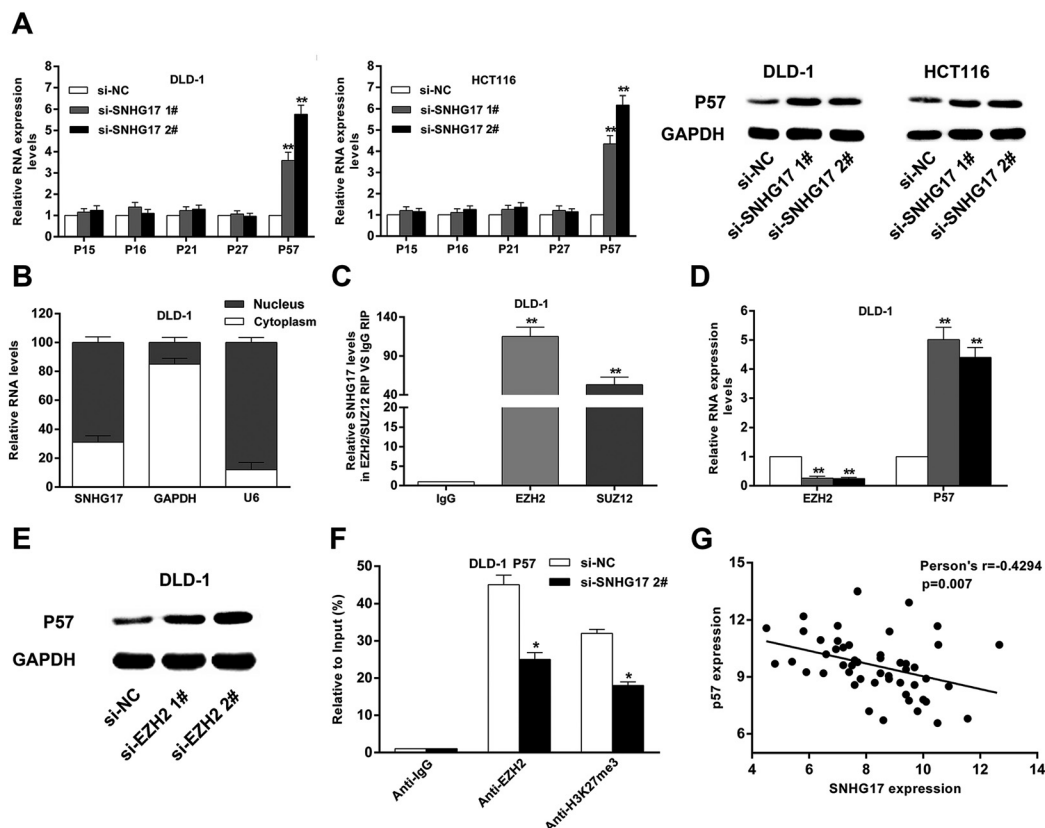 A
Relative RNA expression
levels
8
6
4
2
1
0
DLD-1
si-NC
si-SNHG17 1#
si-SNHG17 2#
**
**
P15 P16 P21 P27 P57
Relative RNA expression
levels
8
6
4
2
1
0
HCT116
si-NC
si-SNHG17 1#
si-SNHG17 2#
**
**
P15 P16 P21 P27 P57
DLD-1 HCT116
P57
GAPDH
si-NC
si-SNHG17 1#
si-SNHG17 2#
si-NC
si-SNHG17 1#
si-SNHG17 2#
B
Relative RNA levels
120
100
80
60
40
20
0
DLD-1
Nucleus
Cytoplasm
SNHG17 GAPDH U6
C
Relative SNHG17 levels
in EZH2/SUZ12 RIP VS IgG RIP
140
90
40
20
15
10
5
0
DLD-1
**
**
IgG EZH2 SUZ12
D
Relative RNA expression
levels
6
5
4
3
2
1
0
DLD-1
** **
**
**
EZH2 P57
E
DLD-1
P57
GAPDH
si-NC
si-EZH2 1#
si-EZH2 2#
F
Relative to Input (%)
50
40
30
20
10
0
DLD-1 P57
si-NC
si-SNHG17 2#
*
*
Anti-IgG
Anti-EZH2
Anti-H3K27me3
G
p57 expression
15
12
9
6
Person's r=-0.4294
p=0.007
4 6 8 10 12 14
SNHG17 expression